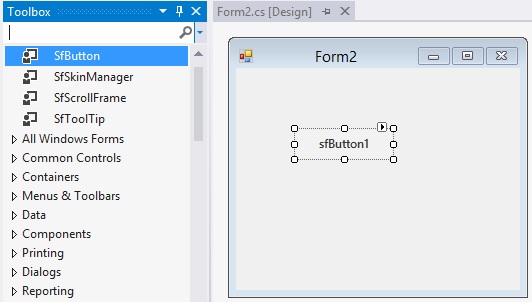 Toolbox
SfButton
SfSkinManager
SfScrollFrame
SfToolTip
All Windows Forms
Common Controls
Containers
Menus & Toolbars
Data
Components
Printing
Dialogs
Reporting
Form2.cs [Design]
Form2
sfButton1